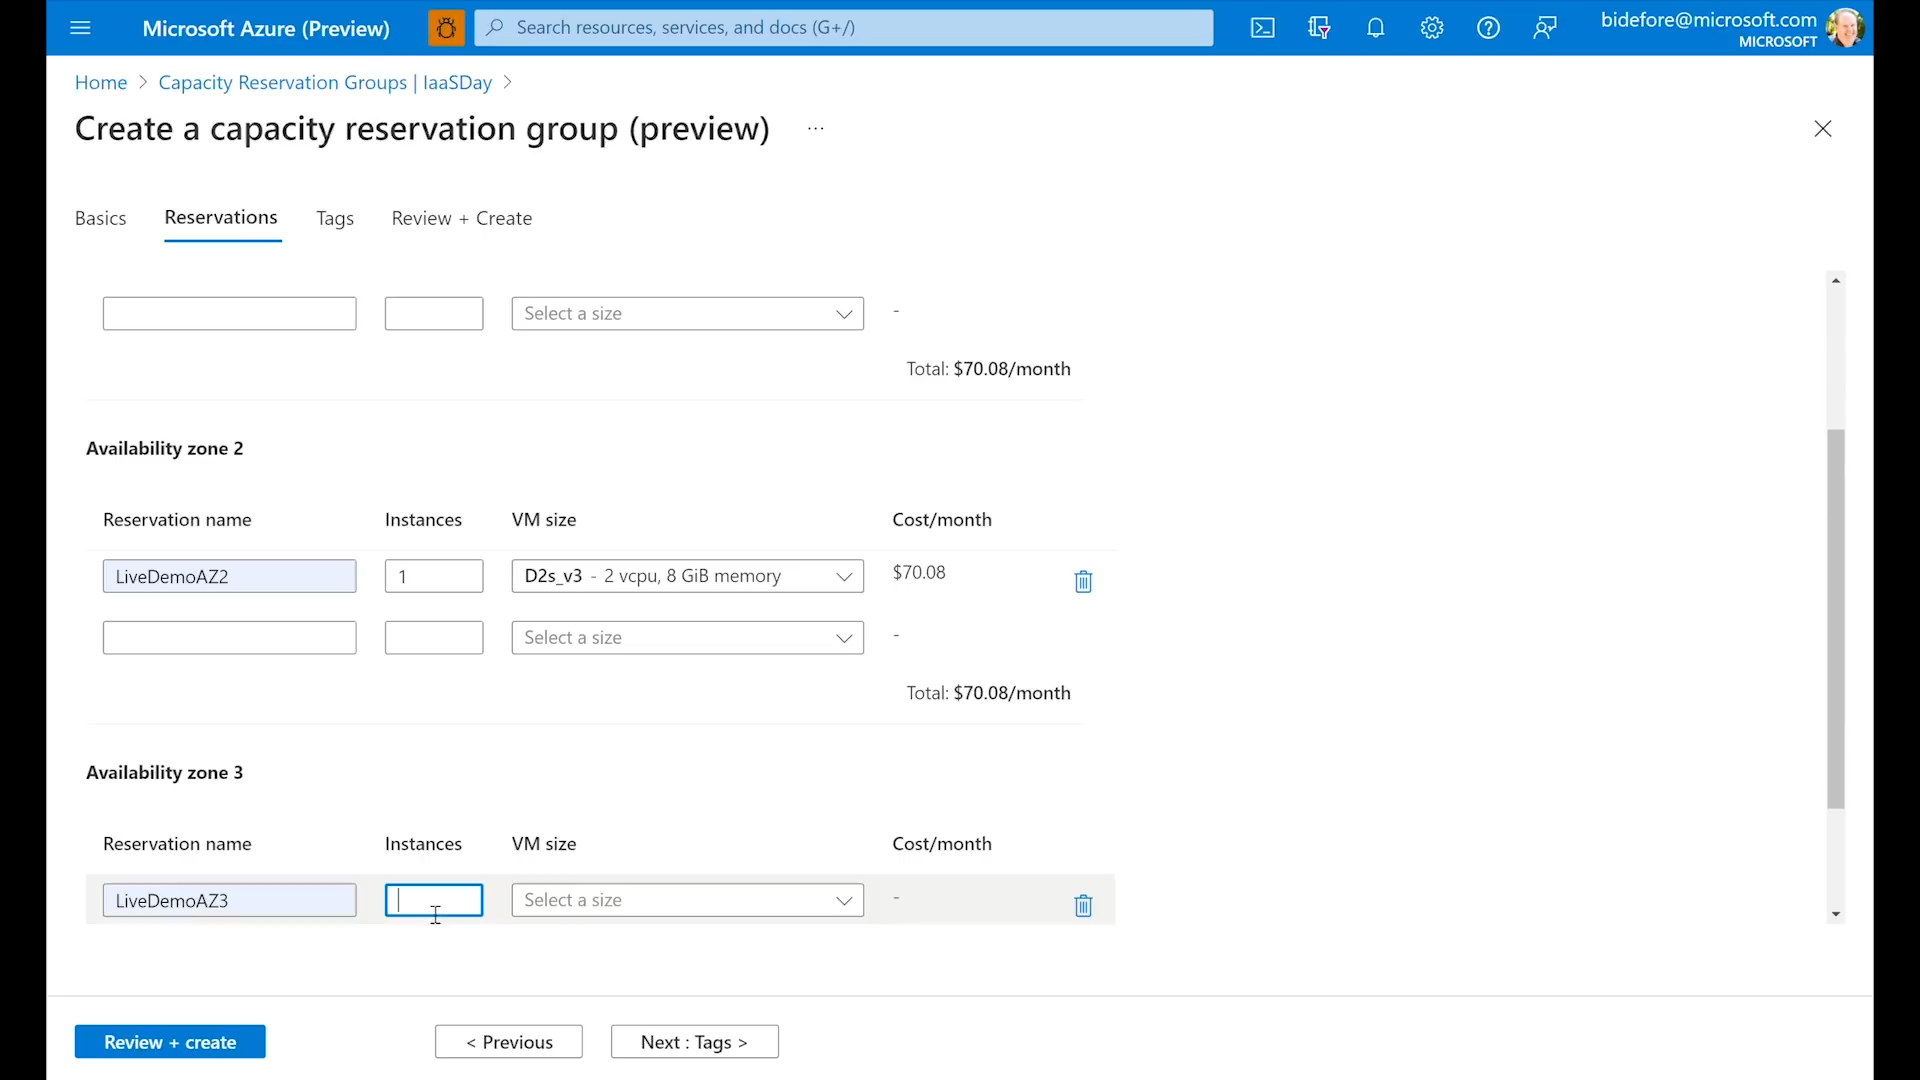 Microsoft Azure (Preview)
Search resources, services, and docs (G+/)
bidefore@microsoft.com
MICROSOFT
Home > Capacity Reservation Groups | IaaSDay >
Create a capacity reservation group (preview) ...
Basics Reservations Tags Review + Create
Select a size -
Total: $70.08/month
Availability zone 2
Reservation name Instances VM size Cost/month
LiveDemoAZ2 1 D2s_v3 - 2 vcpu, 8 GiB memory $70.08
Select a size -
Total: $70.08/month
Availability zone 3
Reservation name Instances VM size Cost/month
LiveDemoAZ3 Select a size -
Review + create < Previous Next : Tags >